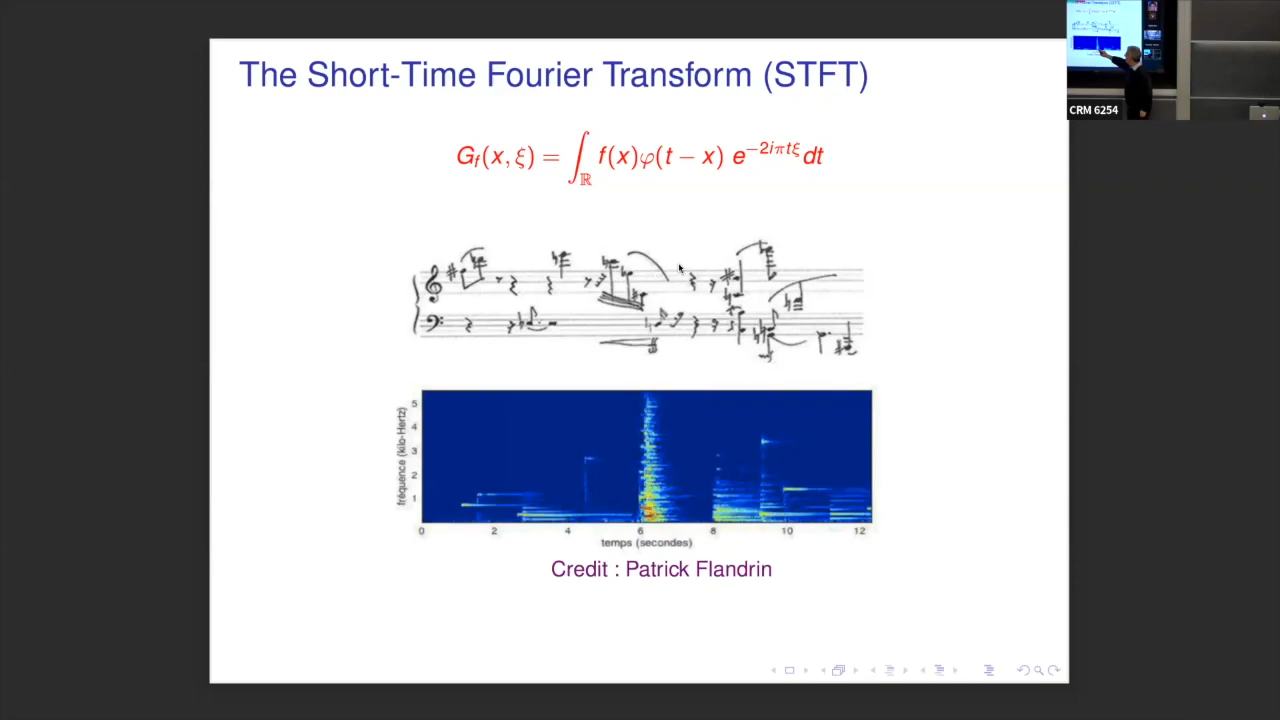 The Short-Time Fourier Transform (STFT)
CRM 6254
G_f(x, ξ) = ∫_ℝ f(x)φ(t − x) e^{−2iπtξ} dt
fréquence (kilo-Hertz)
5
4
3
2
1
0 2 4 6 8 10 12
temps (secondes)
Credit : Patrick Flandrin